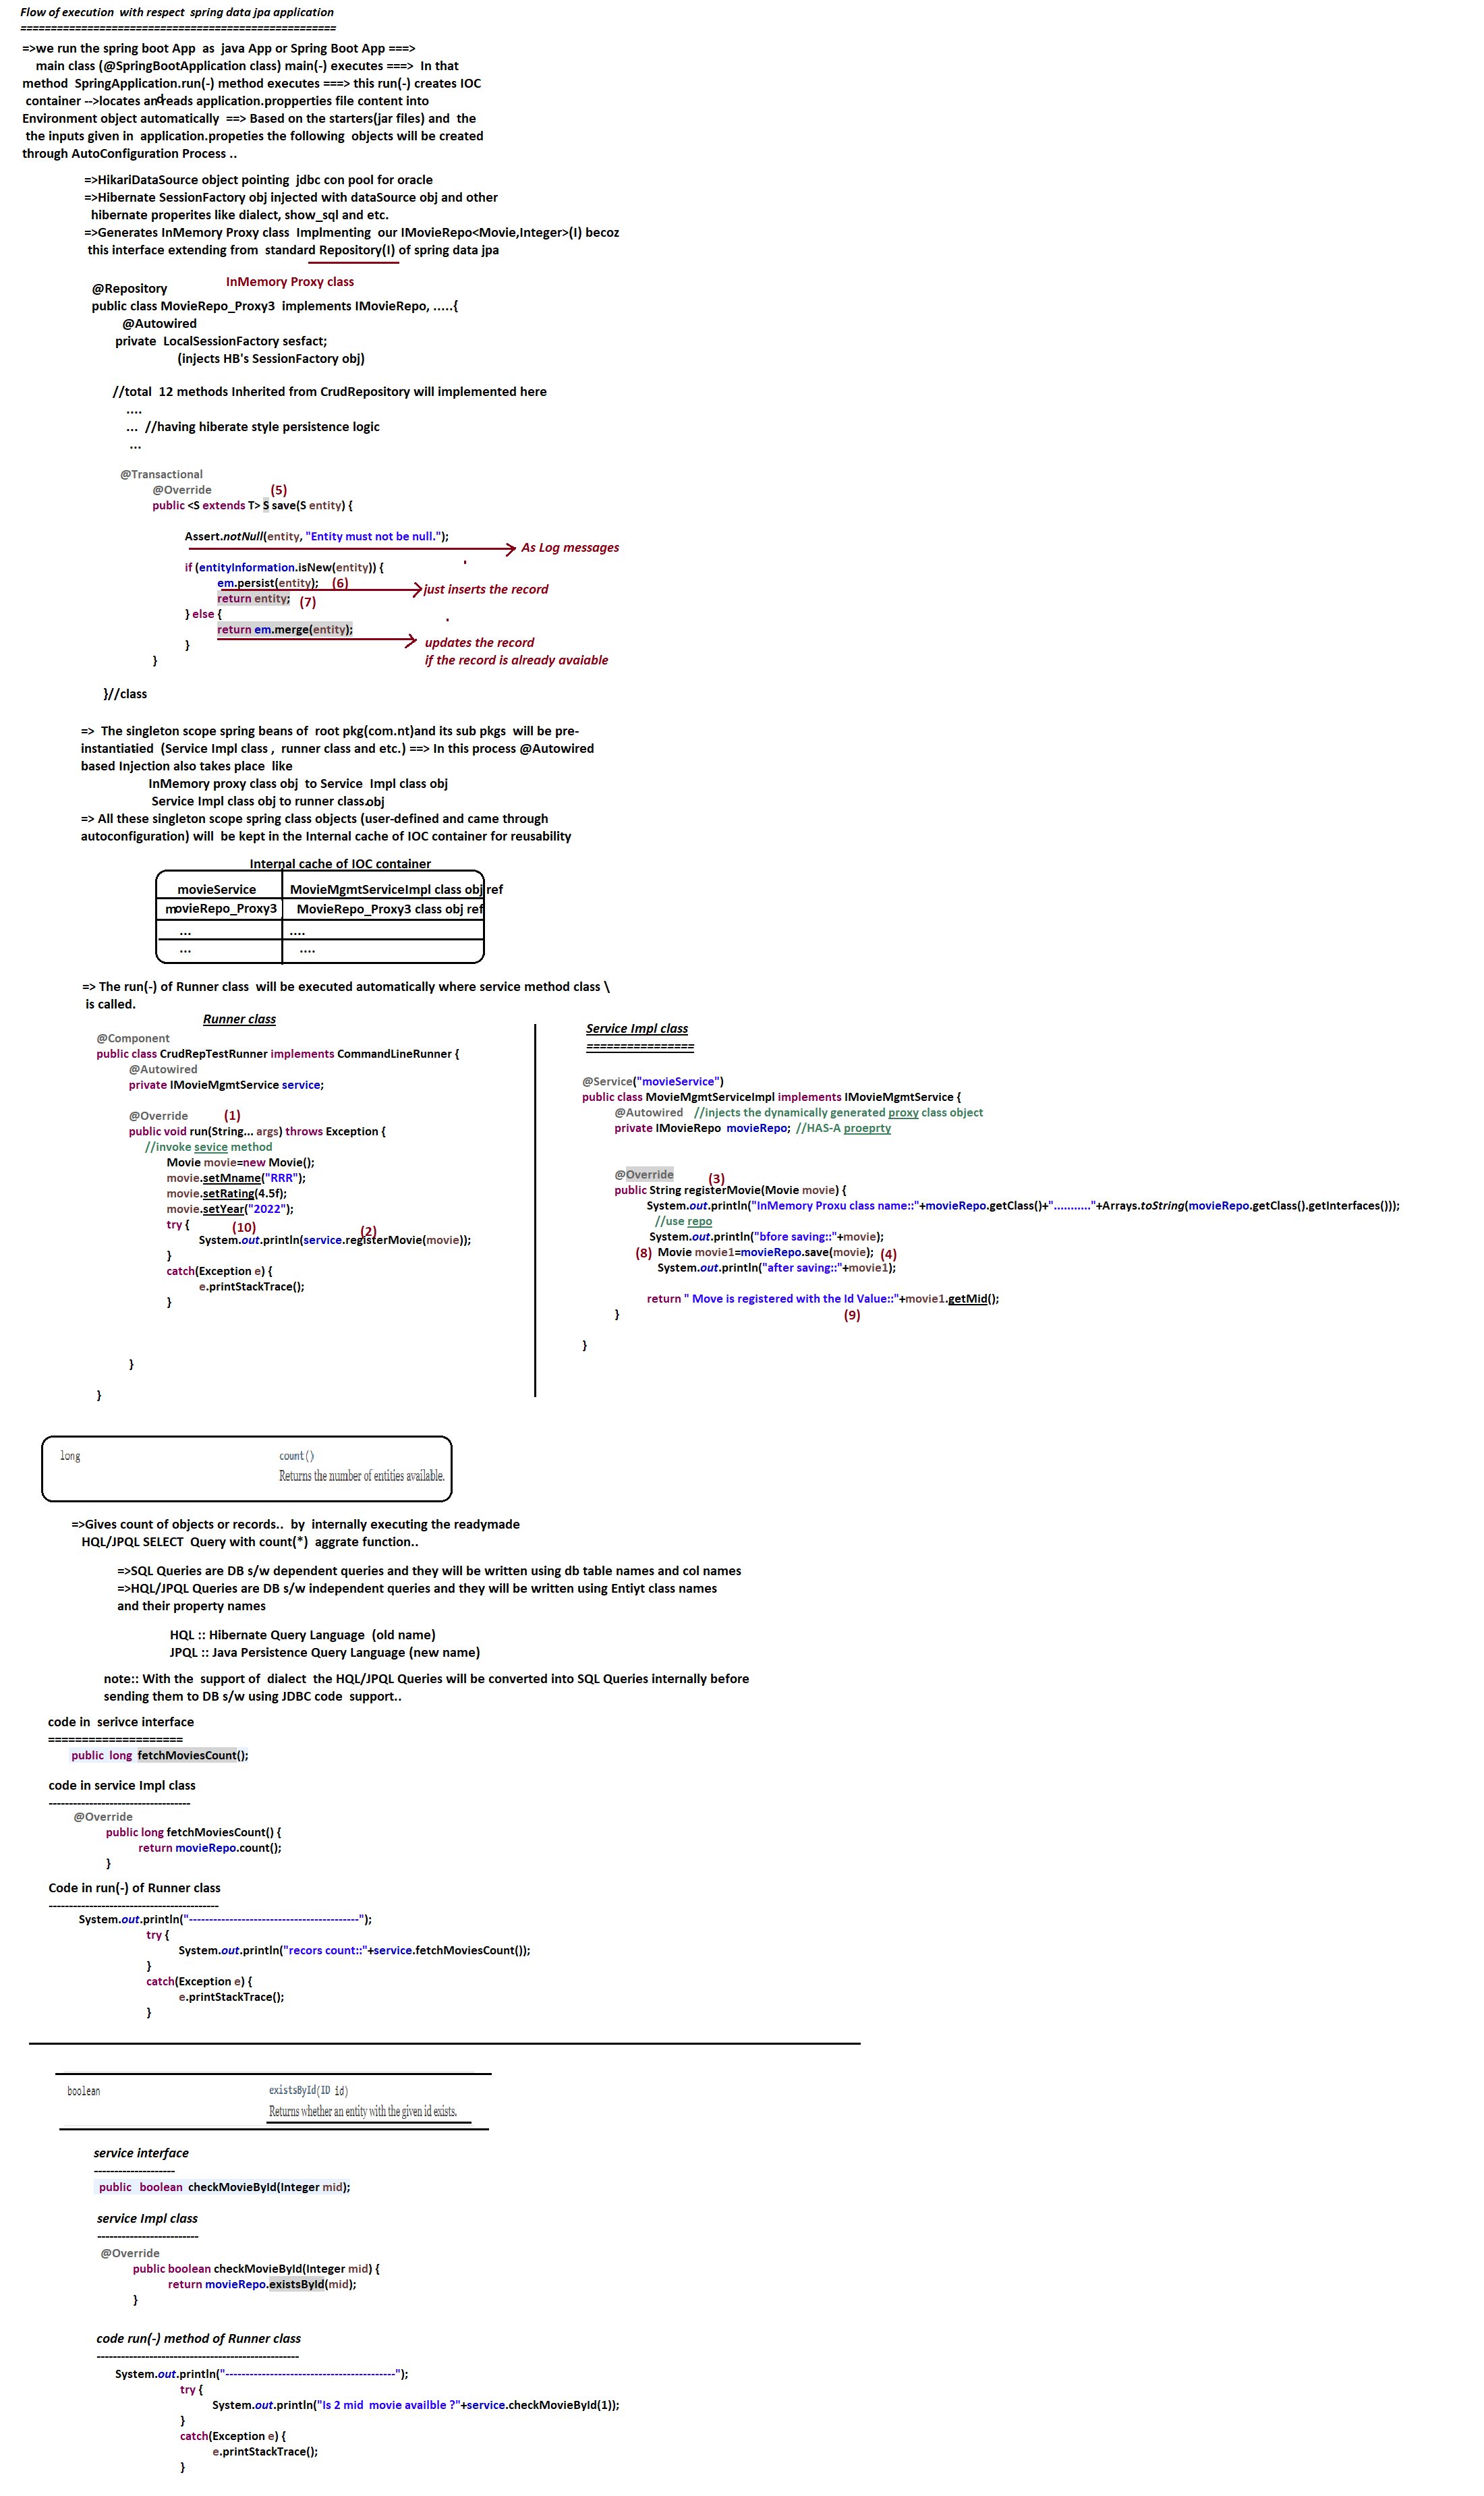 Flow of execution with respect spring data jpa application
====================================================
=>we run the spring boot App as java App or Spring Boot App ===>
main class (@SpringBootApplication class) main(-) executes ===> In that
method SpringApplication.run(-) method executes ===> this run(-) creates IOC
container -->locates and reads application.propperties file content into
Environment object automatically ==> Based on the starters(jar files) and the
the inputs given in application.propeties the following objects will be created
through AutoConfiguration Process ..
=>HikariDataSource object pointing jdbc con pool for oracle
=>Hibernate SessionFactory obj injected with dataSource obj and other
hibernate properites like dialect, show_sql and etc.
=>Generates InMemory Proxy class Implmenting our IMovieRepo<Movie,Integer>(I) becoz
this interface extending from standard Repository(I) of spring data jpa
InMemory Proxy class
@Repository
public class MovieRepo_Proxy3 implements IMovieRepo, .....{
@Autowired
private LocalSessionFactory sesfact;
(injects HB's SessionFactory obj)
//total 12 methods Inherited from CrudRepository will implemented here
....
... //having hiberate style persistence logic
...
@Transactional
@Override (5)
public <S extends T> S save(S entity) {
Assert.notNull(entity, "Entity must not be null."); As Log messages
if (entityInformation.isNew(entity)) {
em.persist(entity); (6) just inserts the record
return entity; (7)
} else {
return em.merge(entity); updates the record
} if the record is already avaiable
}
}//class
=> The singleton scope spring beans of root pkg(com.nt)and its sub pkgs will be pre-
instantiatied (Service Impl class , runner class and etc.) ==> In this process @Autowired
based Injection also takes place like
InMemory proxy class obj to Service Impl class obj
Service Impl class obj to runner class.obj
=> All these singleton scope spring class objects (user-defined and came through
autoconfiguration) will be kept in the Internal cache of IOC container for reusability
Internal cache of IOC container
movieService MovieMgmtServiceImpl class obj ref
movieRepo_Proxy3 MovieRepo_Proxy3 class obj ref
... ....
... ....
=> The run(-) of Runner class will be executed automatically where service method class \
is called.
Runner class
@Component
public class CrudRepTestRunner implements CommandLineRunner {
@Autowired
private IMovieMgmtService service;
@Override (1)
public void run(String... args) throws Exception {
//invoke sevice method
Movie movie=new Movie();
movie.setMname("RRR");
movie.setRating(4.5f);
movie.setYear("2022");
try { (10) (2)
System.out.println(service.registerMovie(movie));
}
catch(Exception e) {
e.printStackTrace();
}
}
}
Service Impl class
================
@Service("movieService")
public class MovieMgmtServiceImpl implements IMovieMgmtService {
@Autowired //injects the dynamically generated proxy class object
private IMovieRepo movieRepo; //HAS-A proeprty
@Override (3)
public String registerMovie(Movie movie) {
System.out.println("InMemory Proxu class name::"+movieRepo.getClass()+"..........."+Arrays.toString(movieRepo.getClass().getInterfaces()));
//use repo
System.out.println("bfore saving::"+movie);
(8) Movie movie1=movieRepo.save(movie); (4)
System.out.println("after saving::"+movie1);
return " Move is registered with the Id Value::"+movie1.getMid();
} (9)
}
long count()
Returns the number of entities available.
=>Gives count of objects or records.. by internally executing the readymade
HQL/JPQL SELECT Query with count(*) aggrate function..
=>SQL Queries are DB s/w dependent queries and they will be written using db table names and col names
=>HQL/JPQL Queries are DB s/w independent queries and they will be written using Entiyt class names
and their property names
HQL :: Hibernate Query Language (old name)
JPQL :: Java Persistence Query Language (new name)
note:: With the support of dialect the HQL/JPQL Queries will be converted into SQL Queries internally before
sending them to DB s/w using JDBC code support..
code in serivce interface
====================
public long fetchMoviesCount();
code in service Impl class
-----------------------------------
@Override
public long fetchMoviesCount() {
return movieRepo.count();
}
Code in run(-) of Runner class
------------------------------------------
System.out.println("------------------------------------------");
try {
System.out.println("recors count::"+service.fetchMoviesCount());
}
catch(Exception e) {
e.printStackTrace();
}
boolean existsById(ID id)
Returns whether an entity with the given id exists.
service interface
--------------------
public boolean checkMovieById(Integer mid);
service Impl class
-------------------------
@Override
public boolean checkMovieById(Integer mid) {
return movieRepo.existsById(mid);
}
code run(-) method of Runner class
--------------------------------------------------
System.out.println("------------------------------------------");
try {
System.out.println("Is 2 mid movie availble ?"+service.checkMovieById(1));
}
catch(Exception e) {
e.printStackTrace();
}